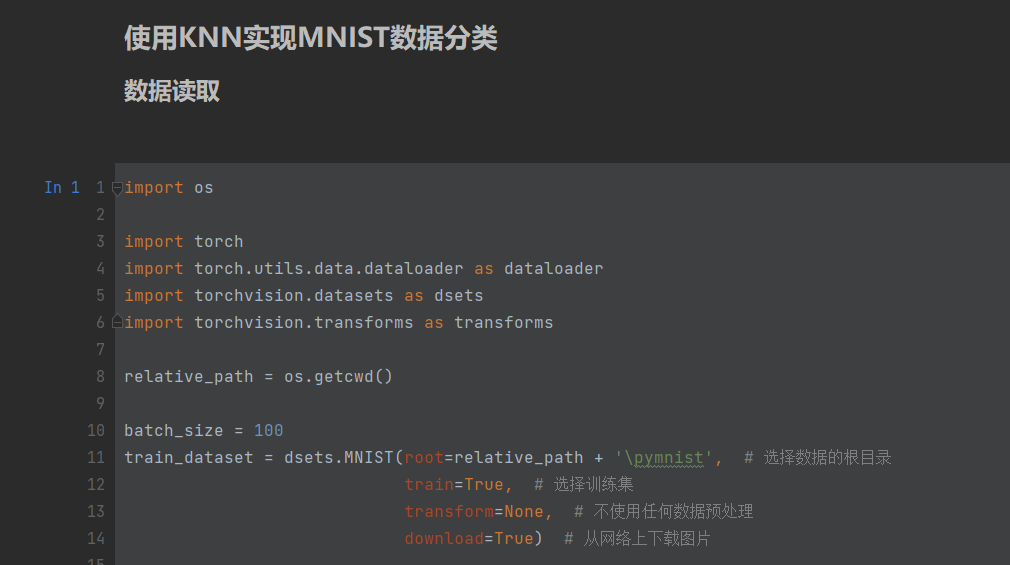 使用KNN实现MNIST数据分类
数据读取
In 1 1 import os
2
3 import torch
4 import torch.utils.data.dataloader as dataloader
5 import torchvision.datasets as dsets
6 import torchvision.transforms as transforms
7
8 relative_path = os.getcwd()
9
10 batch_size = 100
11 train_dataset = dsets.MNIST(root=relative_path + '\pymnist', # 选择数据的根目录
12 train=True, # 选择训练集
13 transform=None, # 不使用任何数据预处理
14 download=True) # 从网络上下载图片
15